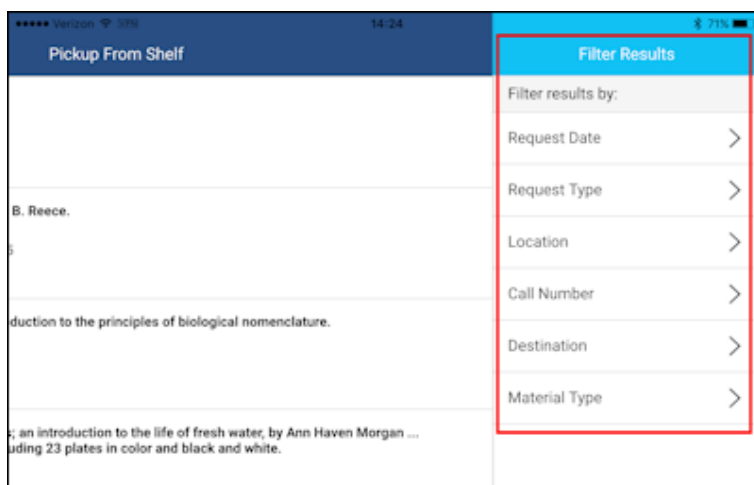 Verizon
VPN
14:24
71%
Pickup From Shelf
Filter Results
Filter results by:
Request Date
Request Type
Location
Call Number
Destination
Material Type
B. Reece.
duction to the principles of biological nomenclature.
s; an introduction to the life of fresh water, by Ann Haven Morgan ...
uding 23 plates in color and black and white.